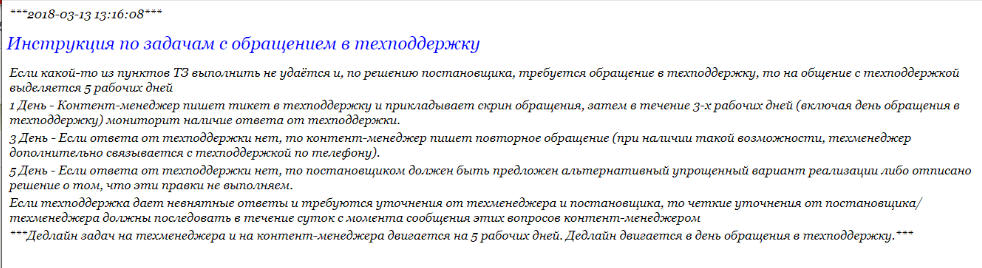 ***2018-03-13 13:16:08***
Инструкция по задачам с обращением в техподдержку
Если какой-то из пунктов ТЗ выполнить не удаётся и, по решению постановщика, требуется обращение в техподдержку, то на общение с техподдержкой
выделяется 5 рабочих дней
1 День - Контент-менеджер пишет тикет в техподдержку и прикладывает скрин обращения, затем в течение 3-х рабочих дней (включая день обращения в
техподдержку) мониторит наличие ответа от техподдержки.
3 День - Если ответа от техподдержки нет, то контент-менеджер пишет повторное обращение (при наличии такой возможности, техменеджер
дополнительно связывается с техподдержкой по телефону).
5 День - Если ответа от техподдержки нет, то постановщиком должен быть предложен альтернативный упрощенный вариант реализации либо отписано
решение о том, что эти правки не выполняем.
Если техподдержка дает невнятные ответы и требуются уточнения от техменеджера и постановщика, то четкие уточнения от постановщика/
техменеджера должны последовать в течение суток с момента сообщения этих вопросов контент-менеджером
***Дедлайн задач на техменеджера и на контент-менеджера двигается на 5 рабочих дней. Дедлайн двигается в день обращения в техподдержку.***